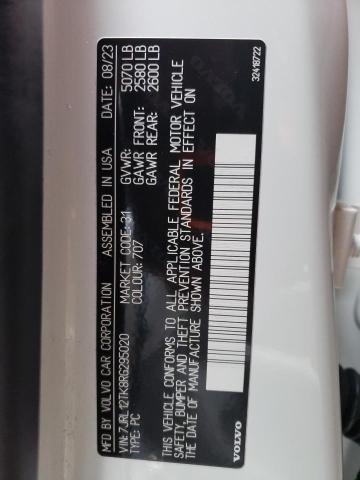 MFD BY VOLVO CAR CORPORATION ASSEMBLED IN USA DATE: 08/23
VIN: 7JRL12TK8RG295020 MARKET CODE: 31 GVWR: 5070 LB
TYPE: PC COLOUR: 707 GAWR FRONT: 2580 LB
GAWR REAR: 2600 LB
THIS VEHICLE CONFORMS TO ALL APPLICABLE FEDERAL MOTOR VEHICLE
SAFETY, BUMPER AND THEFT PREVENTION STANDARDS IN EFFECT ON
THE DATE OF MANUFACTURE SHOWN ABOVE.
VOLVO 32418722